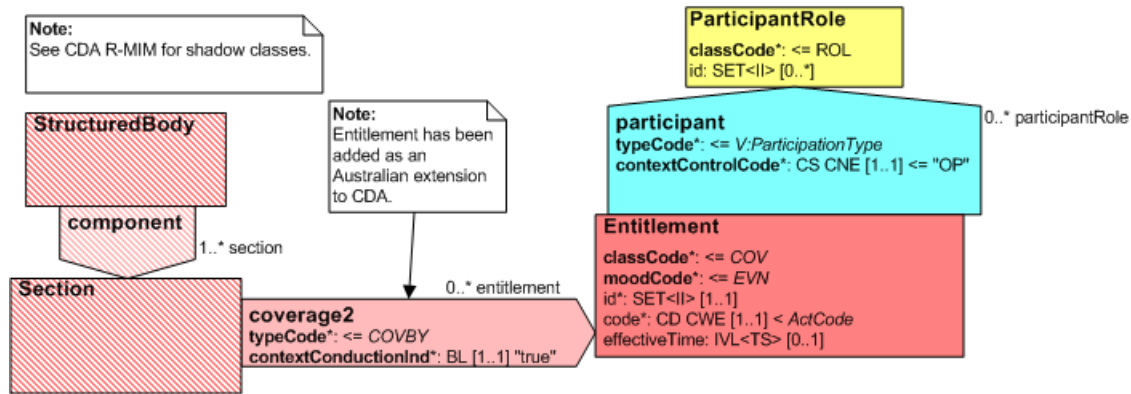 Note:
See CDA R-MIM for shadow classes.
ParticipantRole
classCode*: <= ROL
id: SET<II> [0..*]
StructuredBody
Note:
Entitlement has been
added as an
Australian extension
to CDA.
participant
typeCode*: <= V:ParticipationType
contextControlCode*: CS CNE [1..1] <= "OP"
0..* participantRole
component
1..* section
Entitlement
classCode*: <= COV
moodCode*: <= EVN
id*: SET<II> [1..1]
code*: CD CWE [1..1] < ActCode
effectiveTime: IVL<TS> [0..1]
Section
0..* entitlement
coverage2
typeCode*: <= COVBY
contextConductionInd*: BL [1..1] "true"